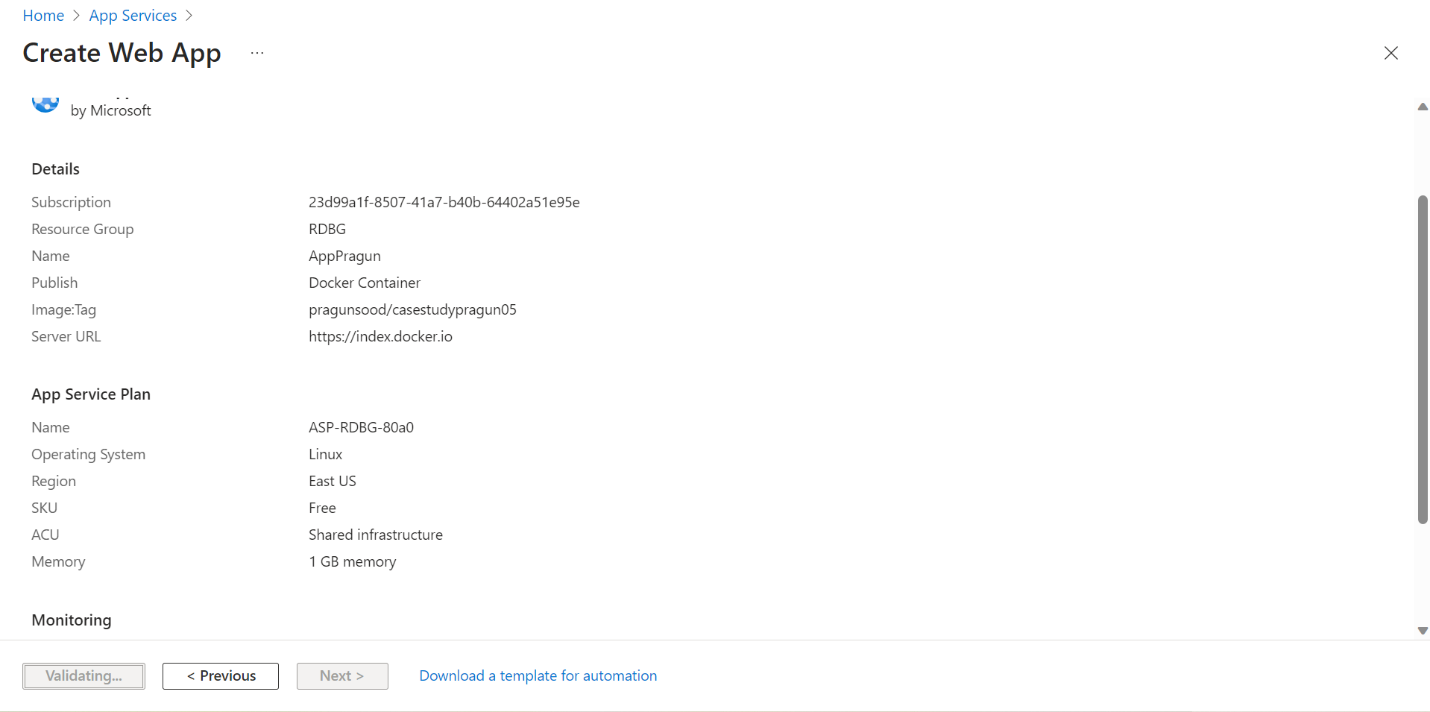 Home > App Services >
Create Web App ...
by Microsoft
Details
Subscription 23d99a1f-8507-41a7-b40b-64402a51e95e
Resource Group RDBG
Name AppPragun
Publish Docker Container
Image:Tag pragunsood/casestudypragun05
Server URL https://index.docker.io
App Service Plan
Name ASP-RDBG-80a0
Operating System Linux
Region East US
SKU Free
ACU Shared infrastructure
Memory 1 GB memory
Monitoring
Validating... < Previous Next > Download a template for automation